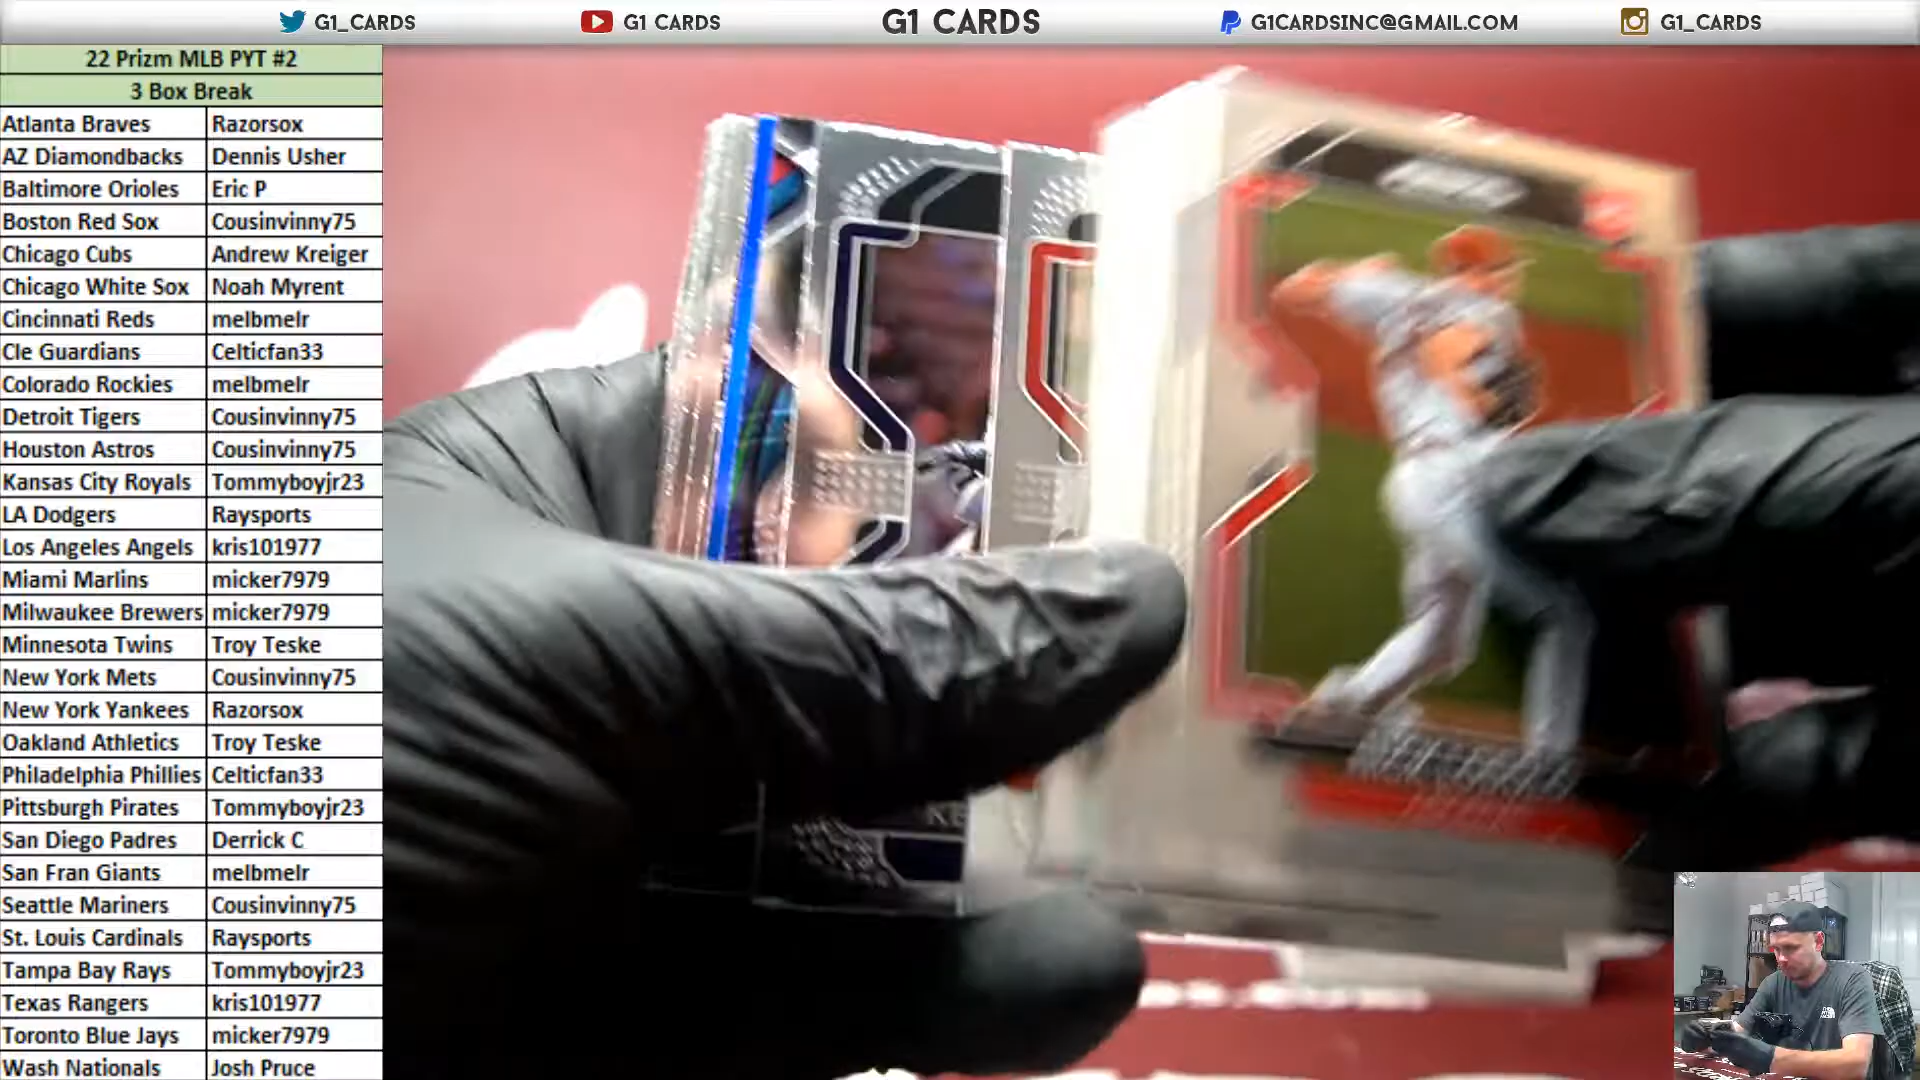 G1_CARDS G1 CARDS G1 CARDS G1CARDSINC@GMAIL.COM G1_CARDS
22 Prizm MLB PYT #2
3 Box Break
Atlanta Braves Razorsox
AZ Diamondbacks Dennis Usher
Baltimore Orioles Eric P
Boston Red Sox Cousinvinny75
Chicago Cubs Andrew Kreiger
Chicago White Sox Noah Myrent
Cincinnati Reds melbmelr
Cle Guardians Celticfan33
Colorado Rockies melbmelr
Detroit Tigers Cousinvinny75
Houston Astros Cousinvinny75
Kansas City Royals Tommyboyjr23
LA Dodgers Raysports
Los Angeles Angels kris101977
Miami Marlins micker7979
Milwaukee Brewers micker7979
Minnesota Twins Troy Teske
New York Mets Cousinvinny75
New York Yankees Razorsox
Oakland Athletics Troy Teske
Philadelphia Phillies Celticfan33
Pittsburgh Pirates Tommyboyjr23
San Diego Padres Derrick C
San Fran Giants melbmelr
Seattle Mariners Cousinvinny75
St. Louis Cardinals Raysports
Tampa Bay Rays Tommyboyjr23
Texas Rangers kris101977
Toronto Blue Jays micker7979
Wash Nationals Josh Pruce
KE